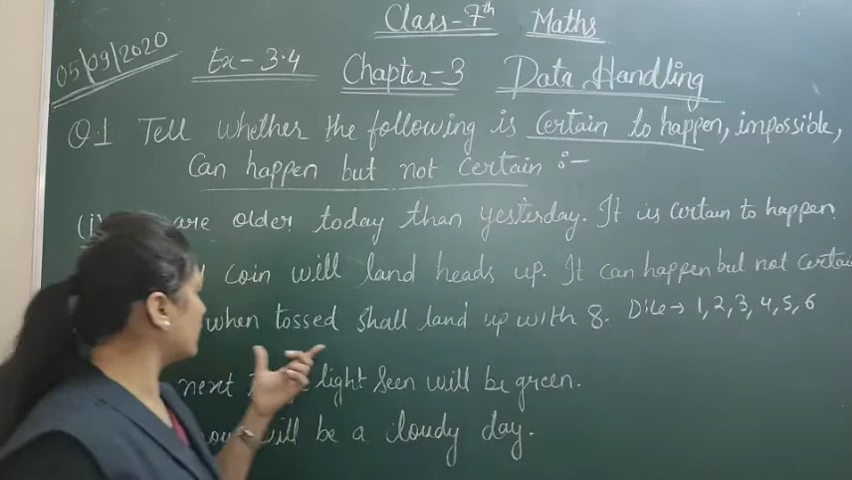 Class-7th Maths
05/09/2020 Ex-3.4 Chapter-3 Data Handling
Q.1 Tell whether the following is certain to happen, impossible,
Can happen but not certain :-
(i) are older today than yesterday. It is certain to happen.
coin will land heads up. It can happen but not certain
when tossed shall land up with 8. Dice → 1, 2, 3, 4, 5, 6
next light seen will be green.
will be a cloudy day.